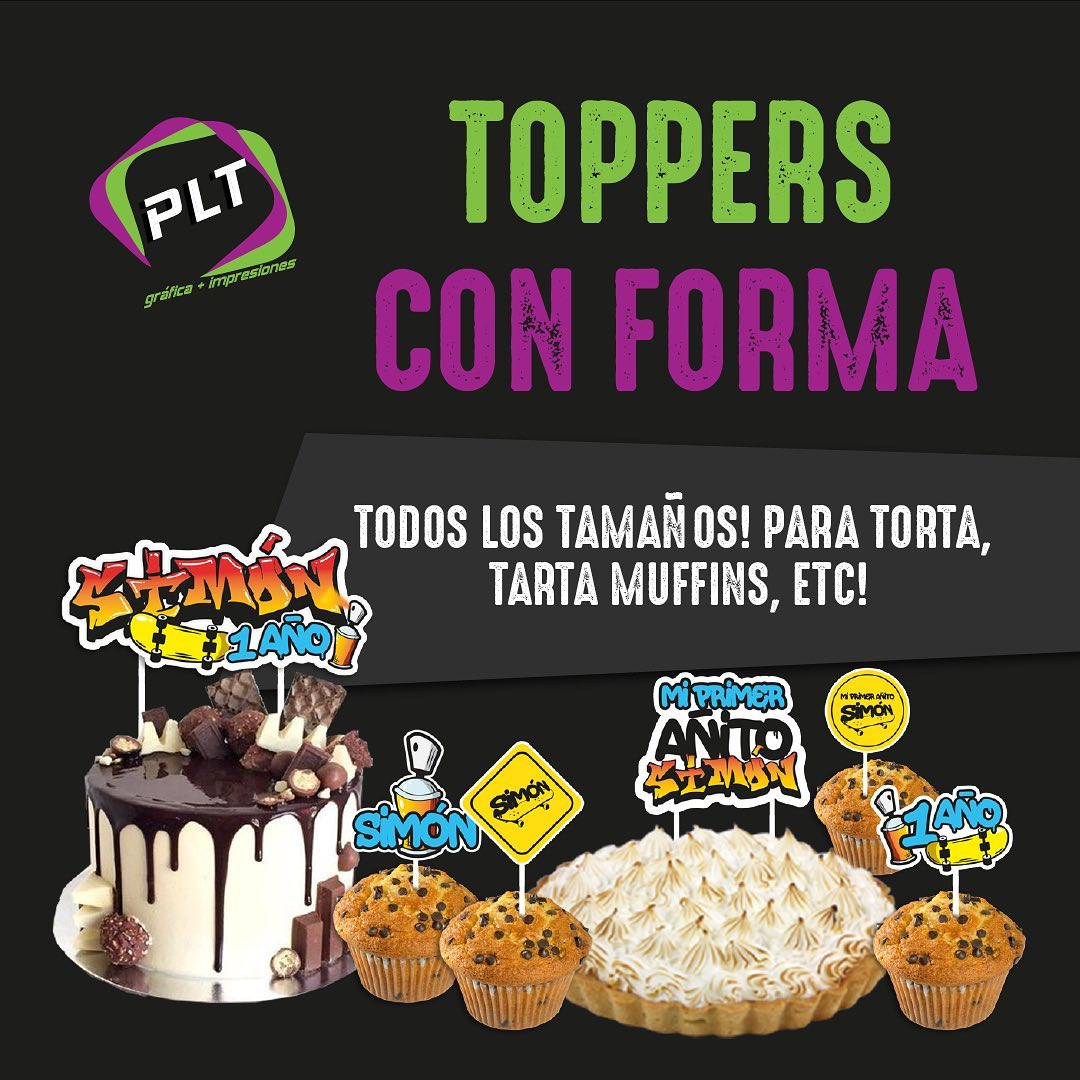 PLT
gráfica + impresiones
TOPPERS
CON FORMA
TODOS LOS TAMAÑOS! PARA TORTA,
TARTA MUFFINS, ETC!
SIMÓN
1 AÑO
SIMÓN
SIMÓN
MI PRIMER
AÑITO
SIMÓN
MI PRIMER AÑITO
SIMÓN
1 AÑO